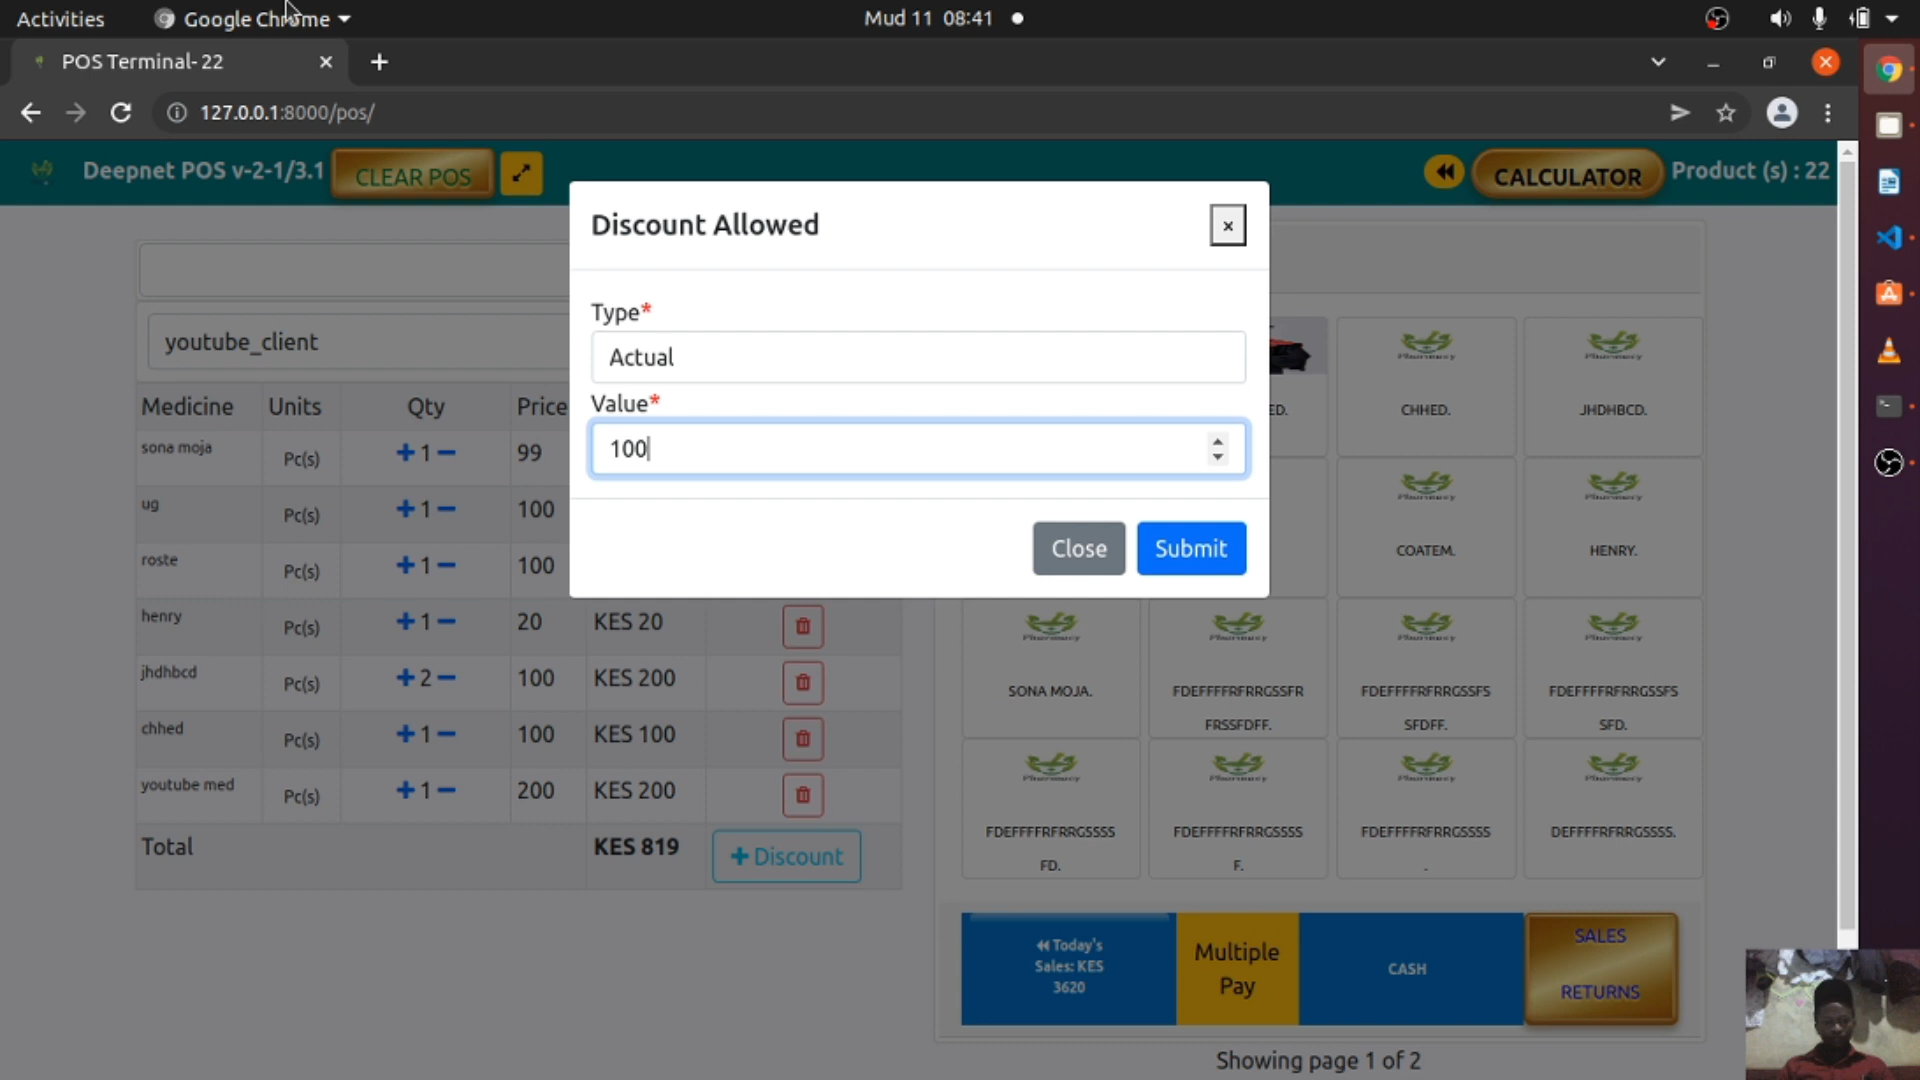 Activities
Google Chrome
Mud 11 08:41
POS Terminal- 22
127.0.0.1:8000/pos/
Deepnet POS v-2-1/3.1
CLEAR POS
CALCULATOR
Product (s) : 22
Discount Allowed
×
Type*
Actual
Value*
100
Close
Submit
youtube_client
Medicine Units Qty Price
sona moja Pc(s) 1 99
ug Pc(s) 1 100
roste Pc(s) 1 100
henry Pc(s) 1 20 KES 20
jhdhbcd Pc(s) 2 100 KES 200
chhed Pc(s) 1 100 KES 100
youtube med Pc(s) 1 200 KES 200
Total KES 819
Discount
ED.
CHHED.
JHDHBCD.
COATEM.
HENRY.
SONA MOJA.
FDEFFFFRFRRGSSFR
FRSSFDFF.
FDEFFFFRFRRGSSFS
SFDFF.
FDEFFFFRFRRGSSFS
SFD.
FDEFFFFRFRRGSSSS
FD.
FDEFFFFRFRRGSSSS
F.
FDEFFFFRFRRGSSSS
.
DEFFFFRFRRGSSSS.
Today's
Sales: KES
3620
Multiple
Pay
CASH
SALES
RETURNS
Showing page 1 of 2